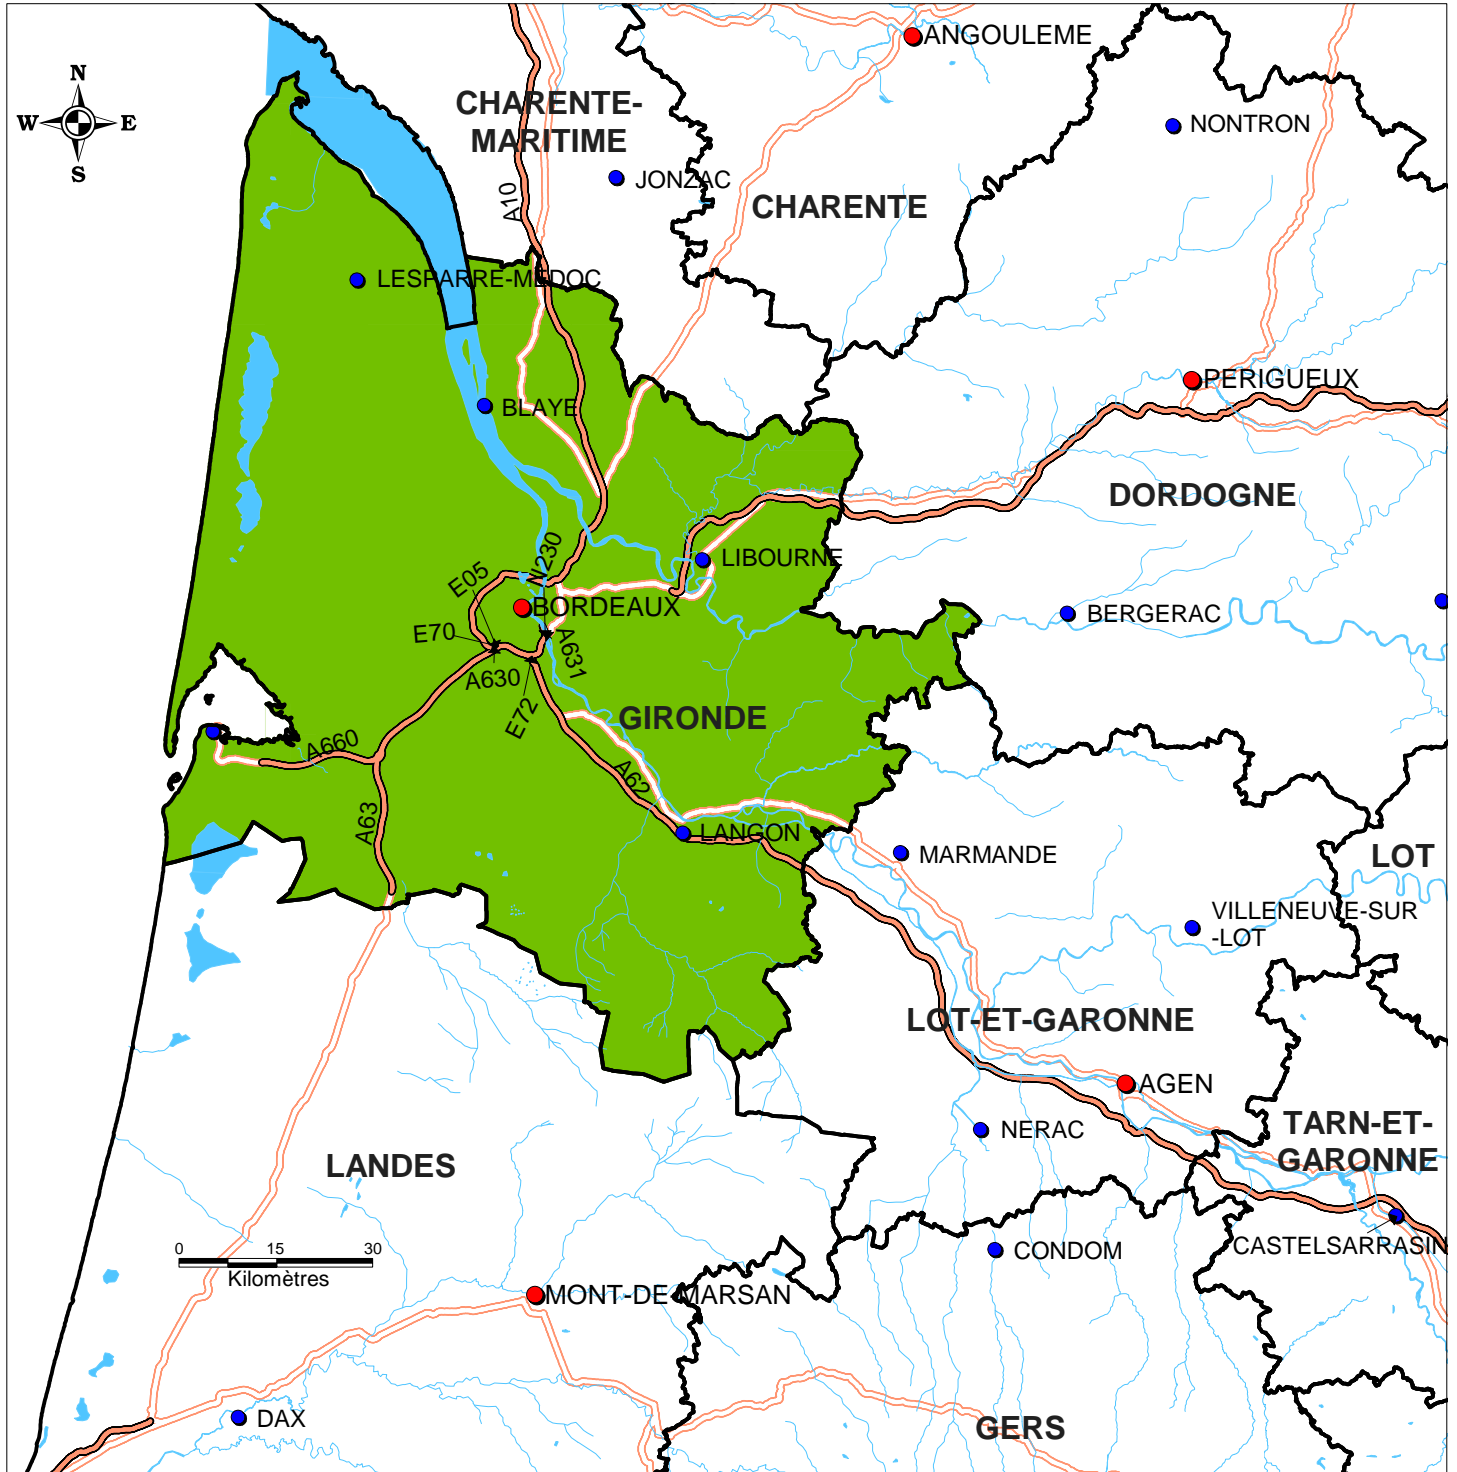 ANGOULEME
N
W E
S
CHARENTE-
MARITIME
NONTRON
JONZAC
A10
CHARENTE
LESPARRE-MEDOC
PERIGUEUX
BLAYE
DORDOGNE
N230
LIBOURNE
E05
BORDEAUX
BERGERAC
E70
A631
A630
E72
GIRONDE
A660
A62
A63
LANGON
MARMANDE
LOT
VILLENEUVE-SUR
-LOT
LOT-ET-GARONNE
AGEN
NERAC
TARN-ET-
GARONNE
LANDES
0 15 30
Kilomètres
CONDOM
CASTELSARRASIN
MONT-DE-MARSAN
DAX
GERS